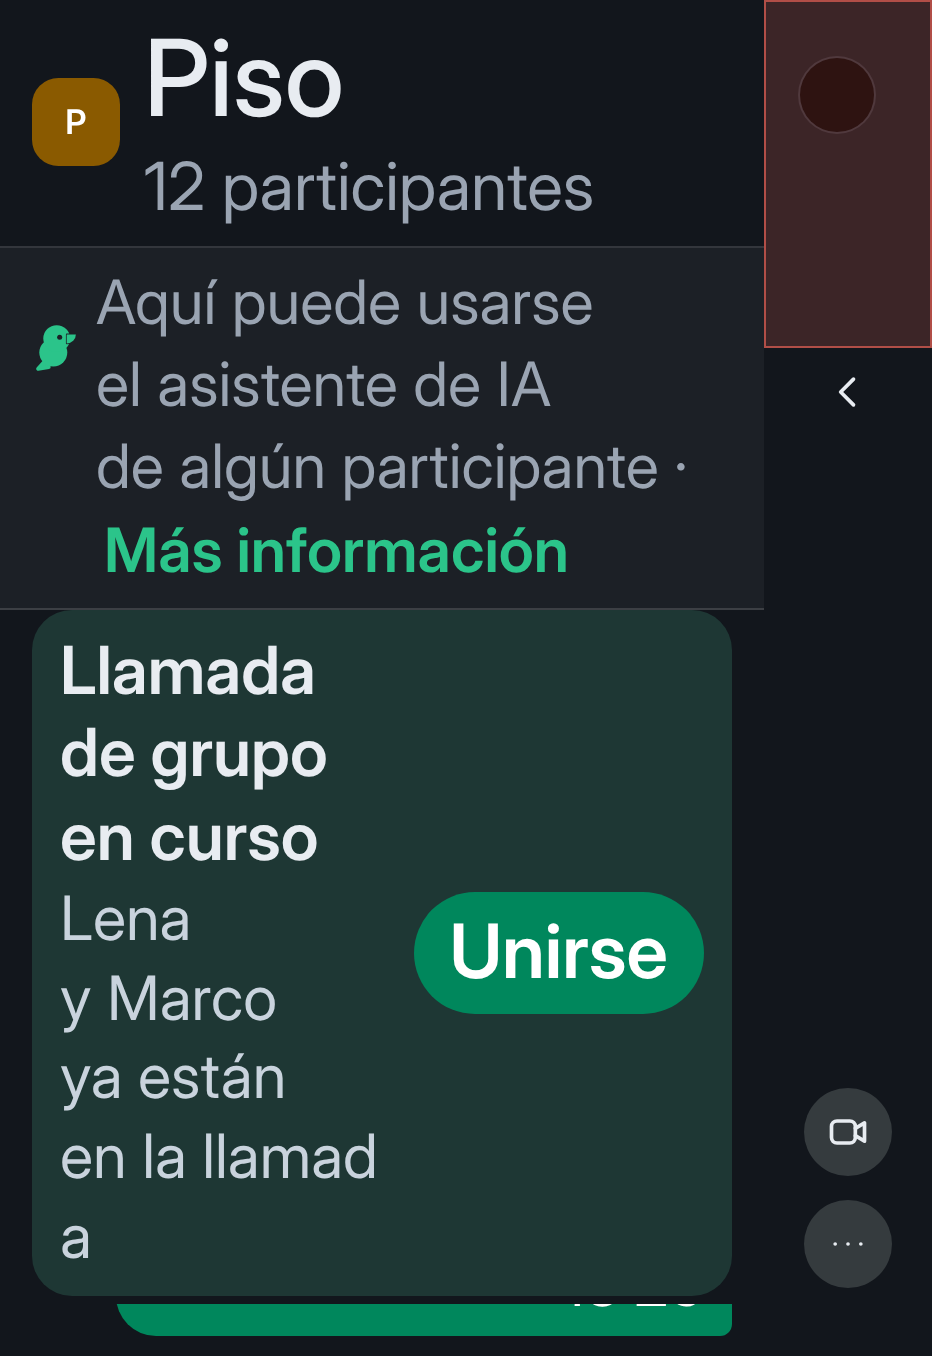 P
Piso
12 participantes
Aquí puede usarse
el asistente de IA
de algún participante ·
Más información
Llamada
de grupo
en curso
Lena
y Marco
ya están
en la llamad
a
Unirse